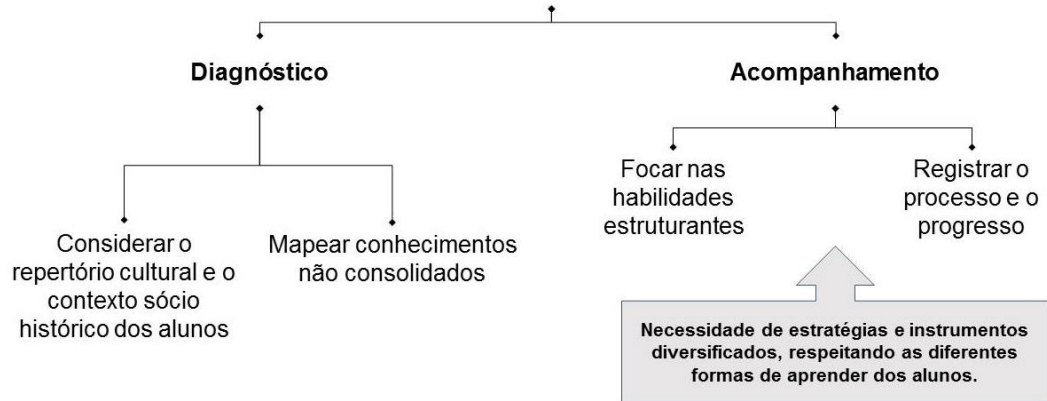 Diagnóstico
Acompanhamento
Considerar o
repertório cultural e o
contexto sócio
histórico dos alunos
Mapear conhecimentos
não consolidados
Focar nas
habilidades
estruturantes
Registrar o
processo e o
progresso
Necessidade de estratégias e instrumentos
diversificados, respeitando as diferentes
formas de aprender dos alunos.